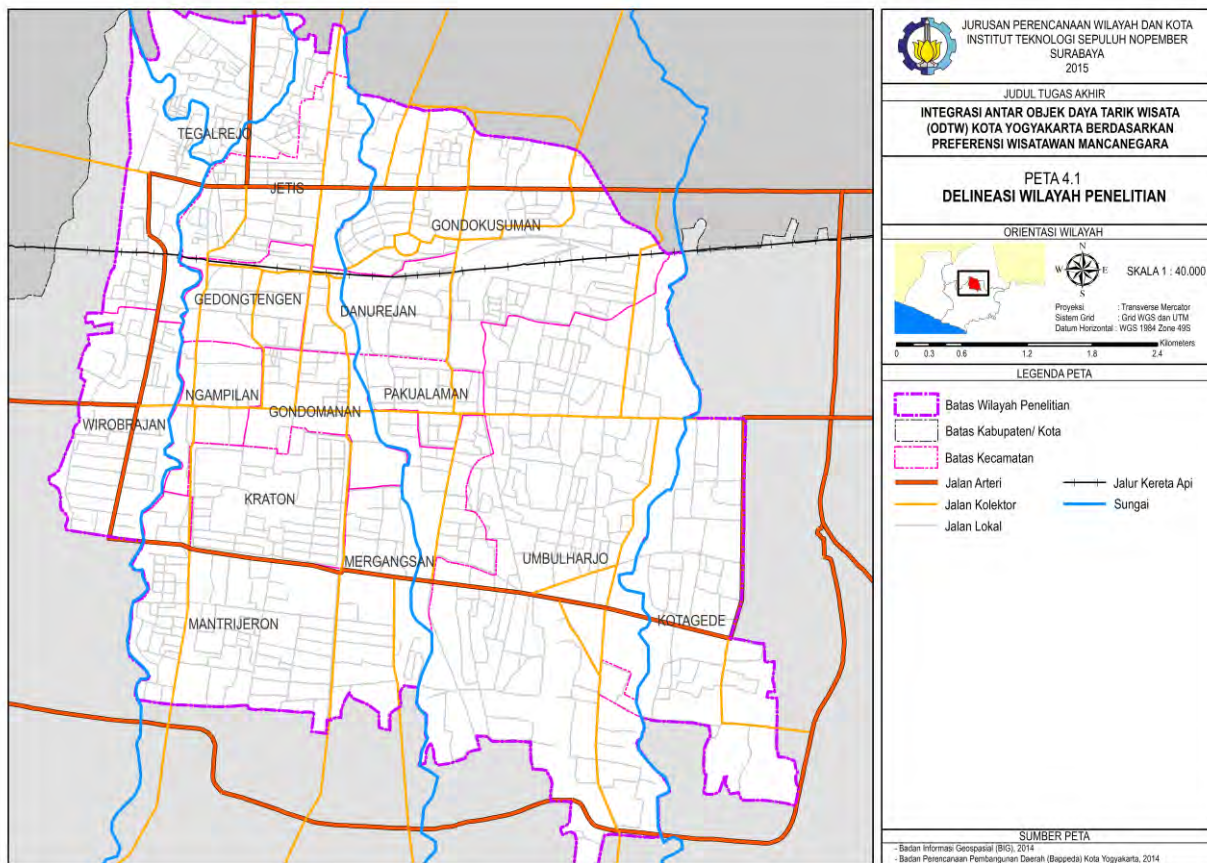 TEGALREJO
JETIS
GONDOKUSUMAN
GEDONGTENGEN
DANUREJAN
NGAMPILAN
PAKUALAMAN
GONDOMANAN
WIROBRAJAN
KRATON
MERGANGSAN
UMBULHARJO
MANTRIJERON
KOTAGEDE
JURUSAN PERENCANAAN WILAYAH DAN KOTA
INSTITUT TEKNOLOGI SEPULUH NOPEMBER
SURABAYA
2015
JUDUL TUGAS AKHIR
INTEGRASI ANTAR OBJEK DAYA TARIK WISATA
(ODTW) KOTA YOGYAKARTA BERDASARKAN
PREFERENSI WISATAWAN MANCANEGARA
PETA 4.1
DELINEASI WILAYAH PENELITIAN
ORIENTASI WILAYAH
N
W E
S
SKALA 1 : 40.000
Proyeksi : Transverse Mercator
Sistem Grid : Grid WGS dan UTM
Datum Horizontal : WGS 1984 Zone 49S
Kilometers
0 0.3 0.6 1.2 1.8 2.4
LEGENDA PETA
Batas Wilayah Penelitian
Batas Kabupaten/ Kota
Batas Kecamatan
Jalan Arteri
Jalur Kereta Api
Jalan Kolektor
Sungai
Jalan Lokal
SUMBER PETA
- Badan Informasi Geospasial (BIG), 2014
- Badan Perencanaan Pembangunan Daerah (Bappeda) Kota Yogyakarta, 2014